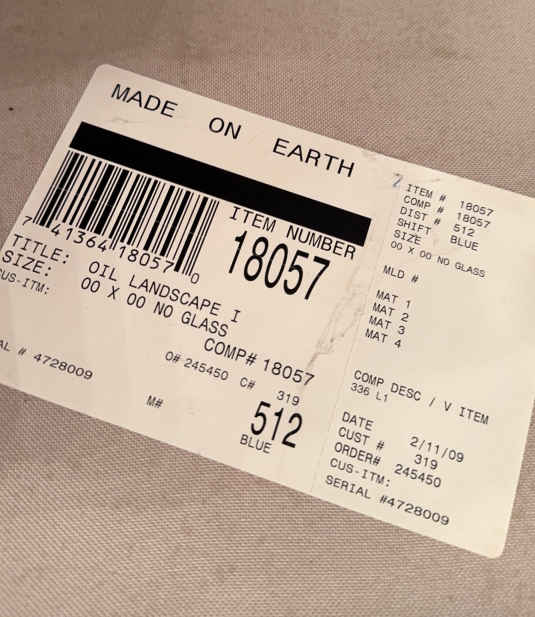 MADE ON EARTH
7 41364 18057 0
ITEM NUMBER
18057
TITLE: OIL LANDSCAPE I
SIZE: 00 X 00 NO GLASS
CUS-ITM:
COMP# 18057
O# 245450 C# 319
AL # 4728009
M#
512
BLUE
ITEM # 18057
COMP # 18057
DIST # 512
SHIFT BLUE
SIZE
00 X 00 NO GLASS
MLD #
MAT 1
MAT 2
MAT 3
MAT 4
COMP DESC / V ITEM
336 L1
DATE 2/11/09
CUST # 319
ORDER# 245450
CUS-ITM:
SERIAL #4728009